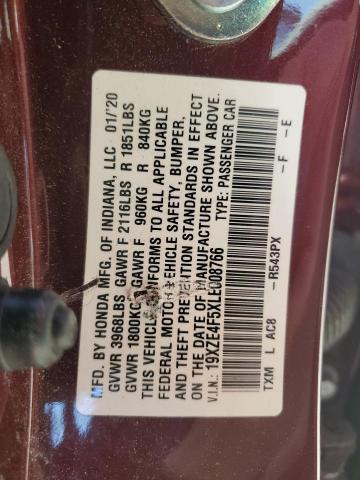 MFD. BY HONDA MFG. OF INDIANA, LLC 01/'20
GVWR 3968LBS GAWR F 2116LBS R 1851LBS
GVWR 1800KG GAWR F 960KG R 840KG
THIS VEHICLE CONFORMS TO ALL APPLICABLE
FEDERAL MOTOR VEHICLE SAFETY, BUMPER,
AND THEFT PREVENTION STANDARDS IN EFFECT
ON THE DATE OF MANUFACTURE SHOWN ABOVE.
V.I.N.: 19XZE4F5XLE008766 TYPE: PASSENGER CAR
TXM L AC8 -R543PX -F -E